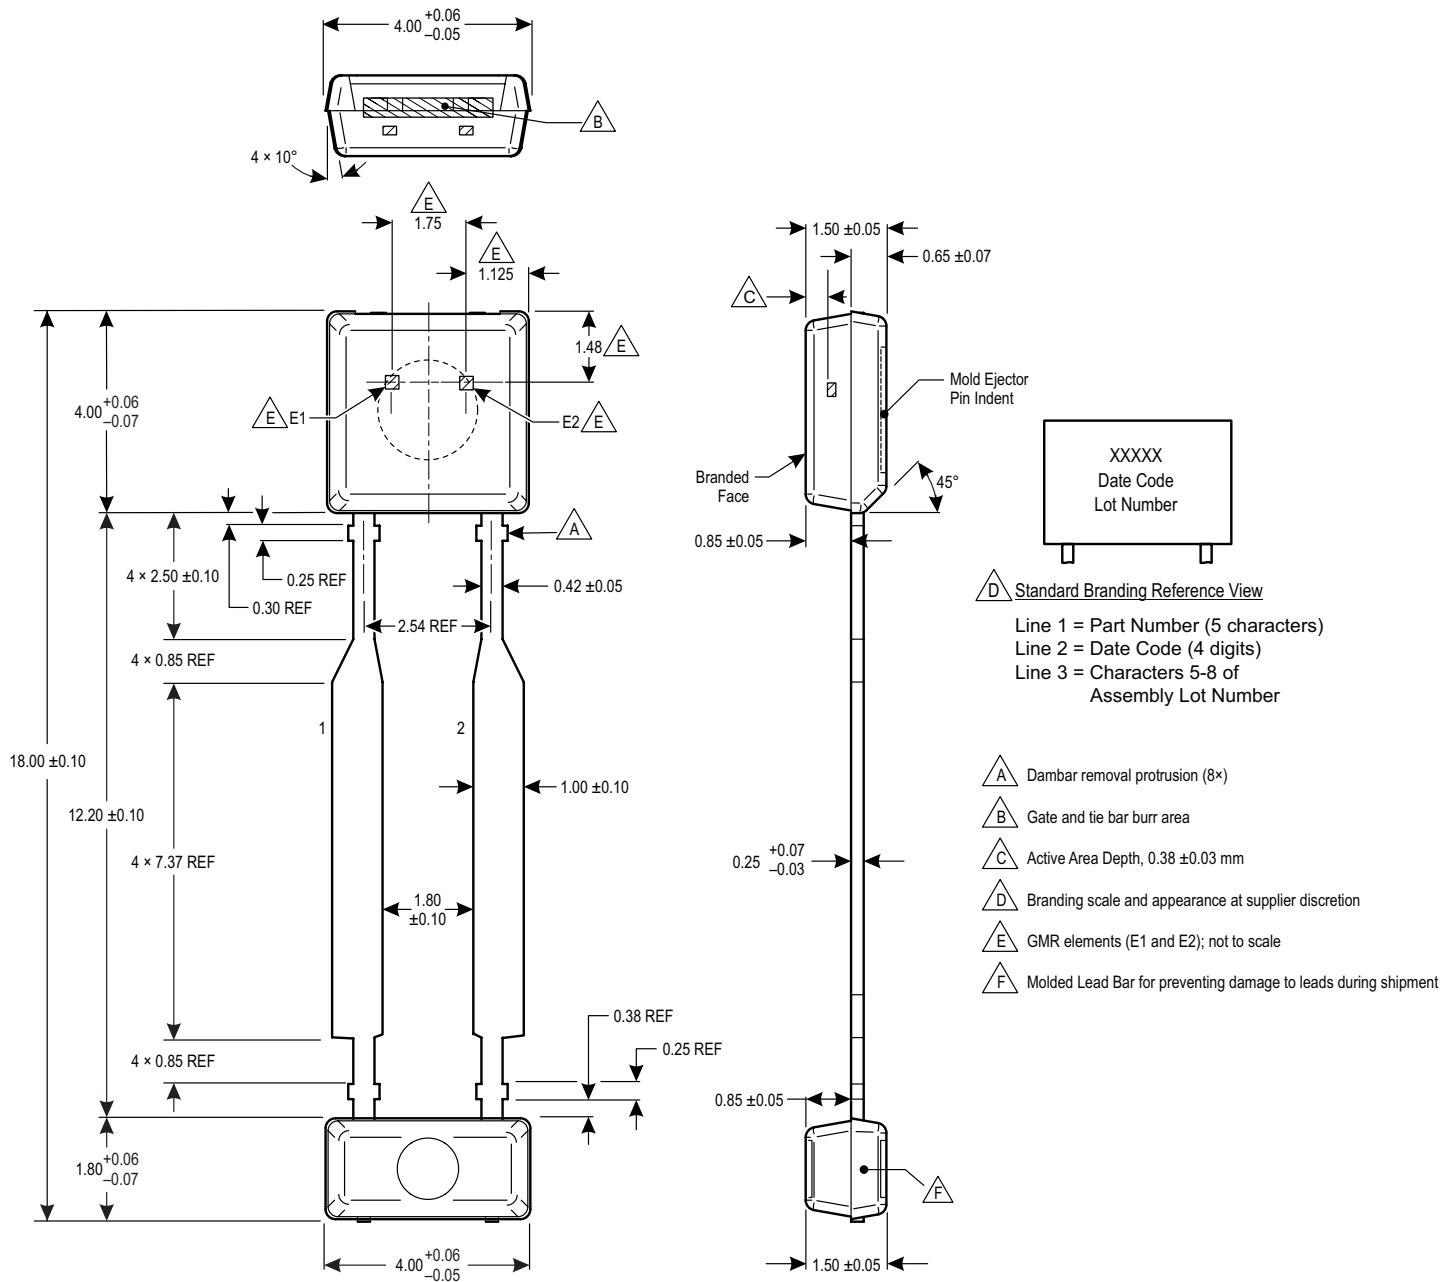 4.00 +0.06
–0.05
B
4 × 10°
E
1.75
E
1.125
1.48 E
E E1
E2 E
4.00 +0.06
–0.07
A
4 × 2.50 ±0.10
0.25 REF
0.30 REF
0.42 ±0.05
2.54 REF
4 × 0.85 REF
1
2
18.00 ±0.10
12.20 ±0.10
1.00 ±0.10
4 × 7.37 REF
1.80
±0.10
0.38 REF
0.25 REF
4 × 0.85 REF
1.80 +0.06
–0.07
4.00 +0.06
–0.05
1.50 ±0.05
0.65 ±0.07
C
Mold Ejector
Pin Indent
Branded
Face
45°
0.85 ±0.05
0.25 +0.07
–0.03
0.85 ±0.05
F
1.50 ±0.05
XXXXX
Date Code
Lot Number
D Standard Branding Reference View
Line 1 = Part Number (5 characters)
Line 2 = Date Code (4 digits)
Line 3 = Characters 5-8 of
Assembly Lot Number
A Dambar removal protrusion (8×)
B Gate and tie bar burr area
C Active Area Depth, 0.38 ±0.03 mm
D Branding scale and appearance at supplier discretion
E GMR elements (E1 and E2); not to scale
F Molded Lead Bar for preventing damage to leads during shipment